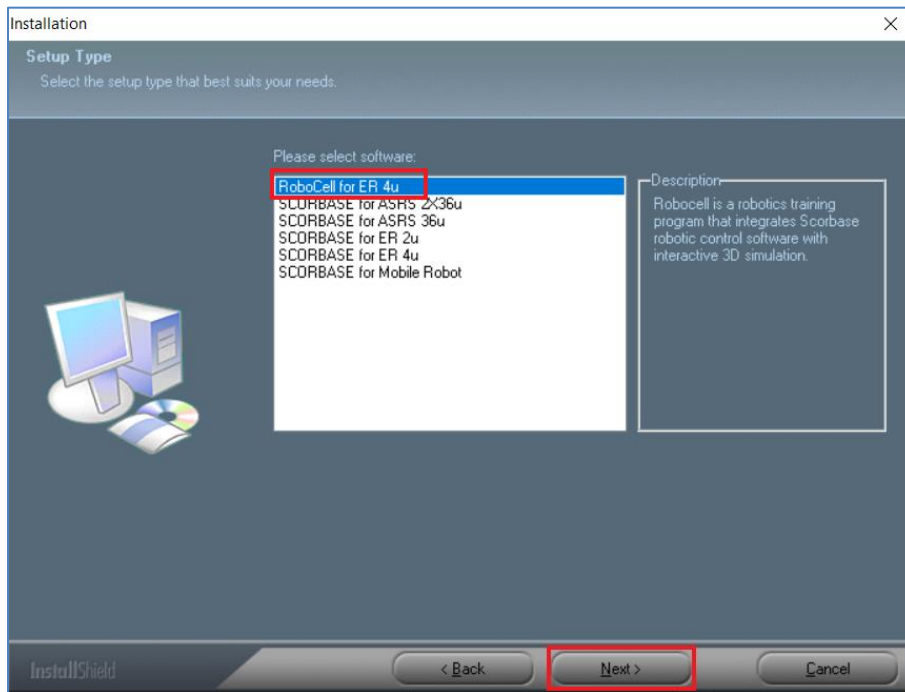 Installation
Setup Type
Select the setup type that best suits your needs.
Please select software:
RoboCell for ER 4u
SCORBASE for ASRS 2X36u
SCORBASE for ASRS 36u
SCORBASE for ER 2u
SCORBASE for ER 4u
SCORBASE for Mobile Robot
Description
Robocell is a robotics training
program that integrates Scorbase
robotic control software with
interactive 3D simulation.
InstallShield
< Back
Next >
Cancel